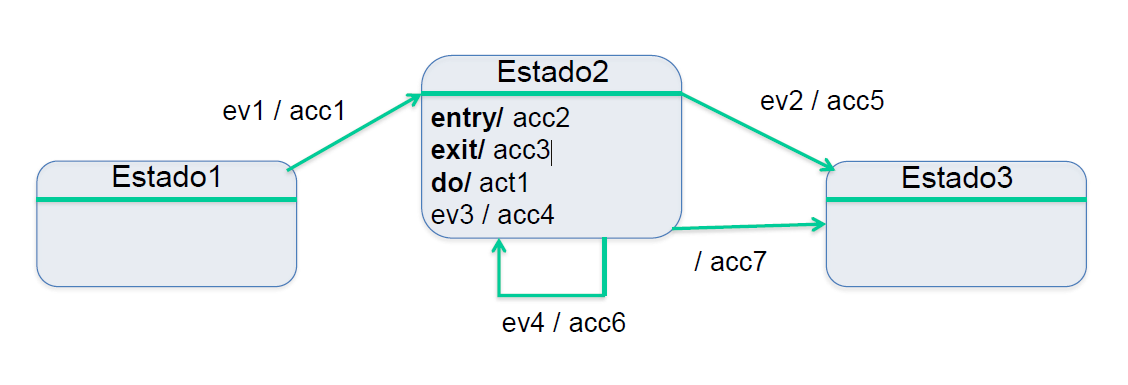 Estado1
ev1 / acc1
Estado2
entry/ acc2
exit/ acc3
do/ act1
ev3 / acc4
ev4 / acc6
ev2 / acc5
/ acc7
Estado3